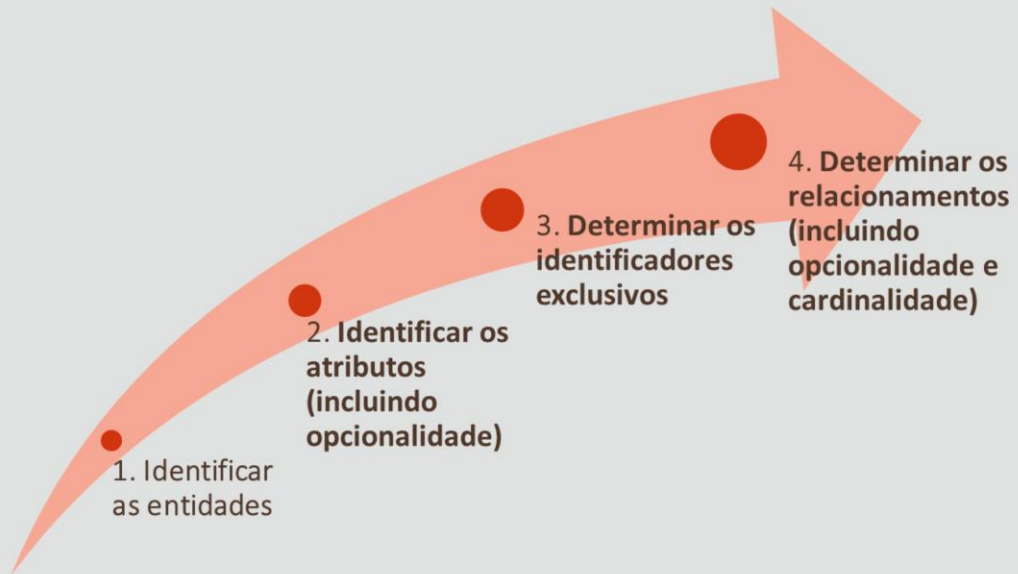 1. Identificar
as entidades
2. Identificar os
atributos
(incluindo
opcionalidade)
3. Determinar os
identificadores
exclusivos
4. Determinar os
relacionamentos
(incluindo
opcionalidade e
cardinalidade)